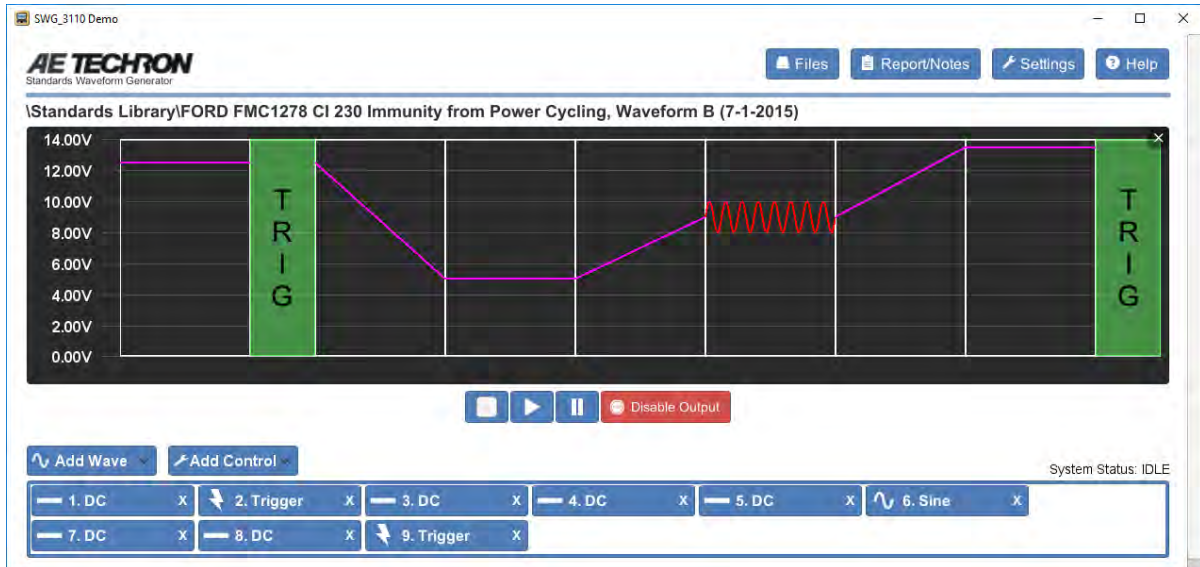 SWG_3110 Demo
AE TECHRON
Standards Waveform Generator
Files
Report/Notes
Settings
Help
\Standards Library\FORD FMC1278 CI 230 Immunity from Power Cycling, Waveform B (7-1-2015)
14.00V
12.00V
10.00V
8.00V
6.00V
4.00V
2.00V
0.00V
TRIG
TRIG
Disable Output
Add Wave
Add Control
System Status: IDLE
1. DC X
2. Trigger X
3. DC X
4. DC X
5. DC X
6. Sine X
7. DC X
8. DC X
9. Trigger X